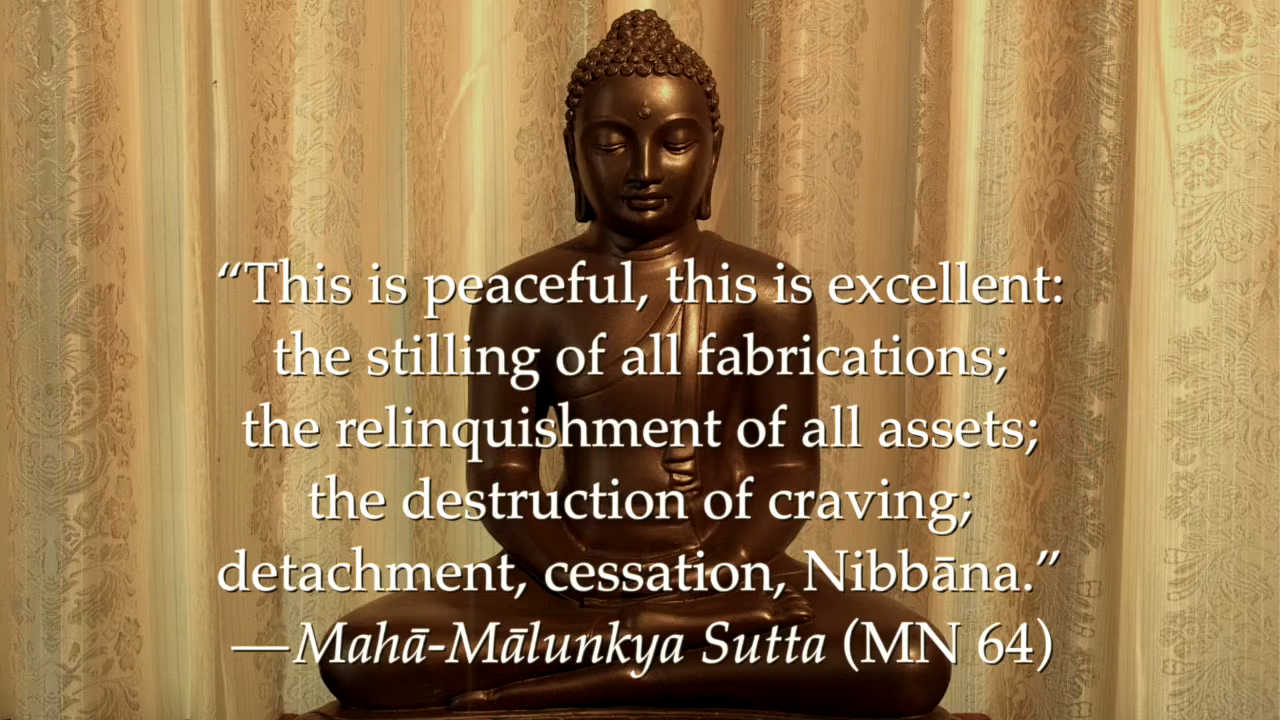 “This is peaceful, this is excellent:
the stilling of all fabrications;
the relinquishment of all assets;
the destruction of craving;
detachment, cessation, Nibbāna.”
—Mahā-Mālunkya Sutta (MN 64)